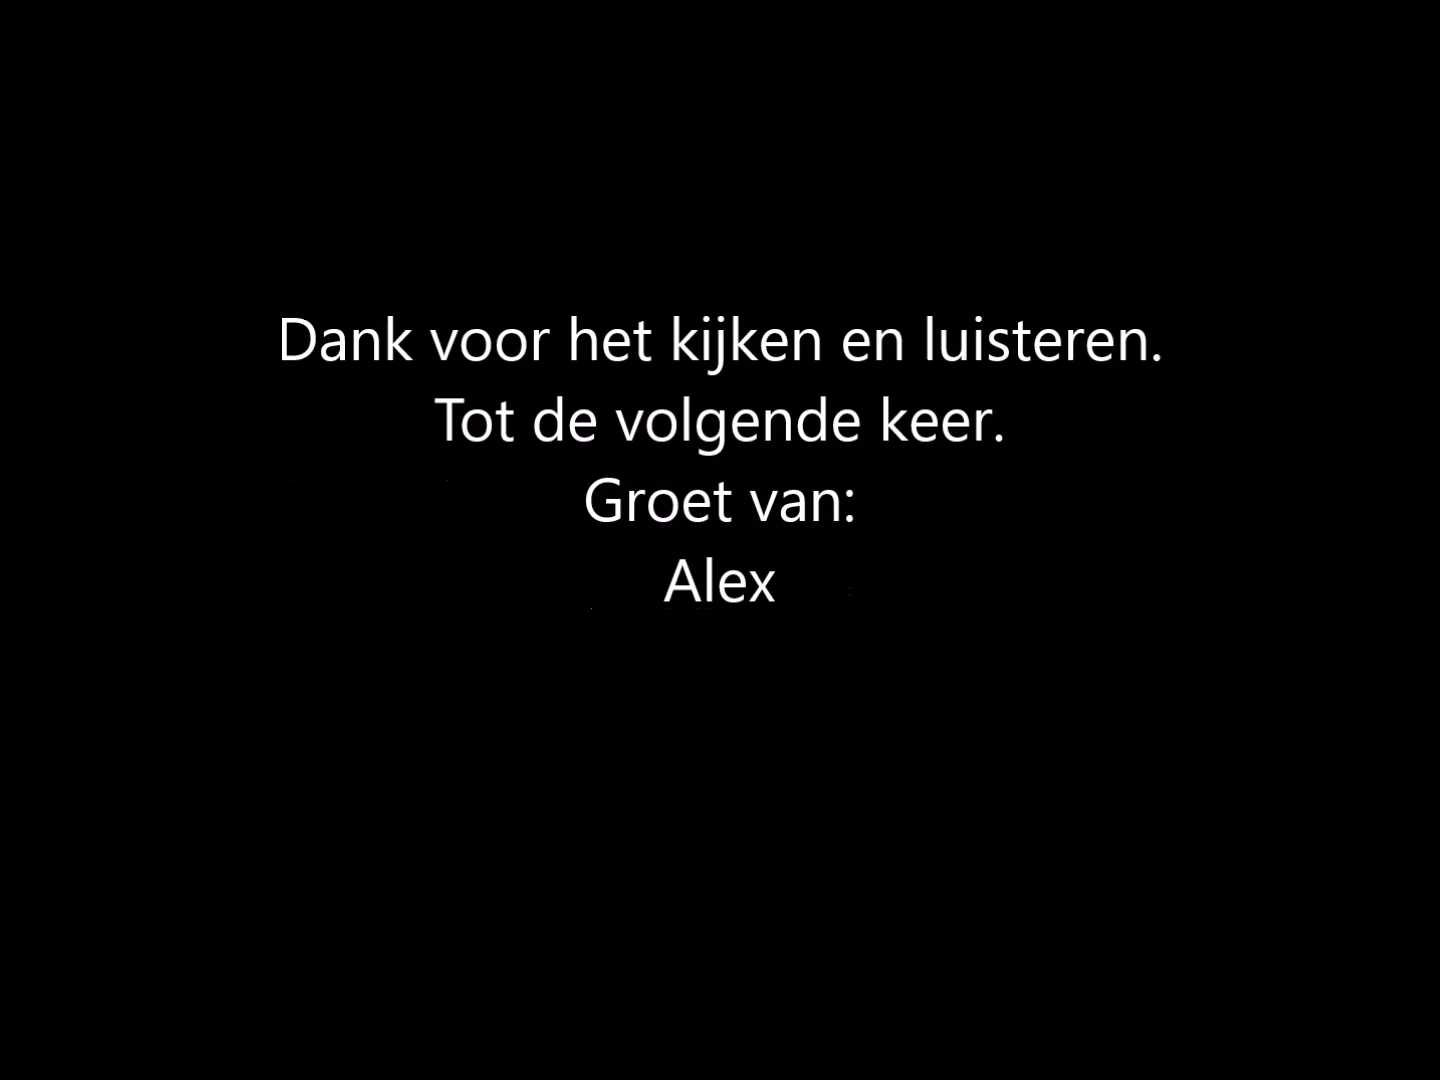 Dank voor het kijken en luisteren.
Tot de volgende keer.
Groet van:
Alex